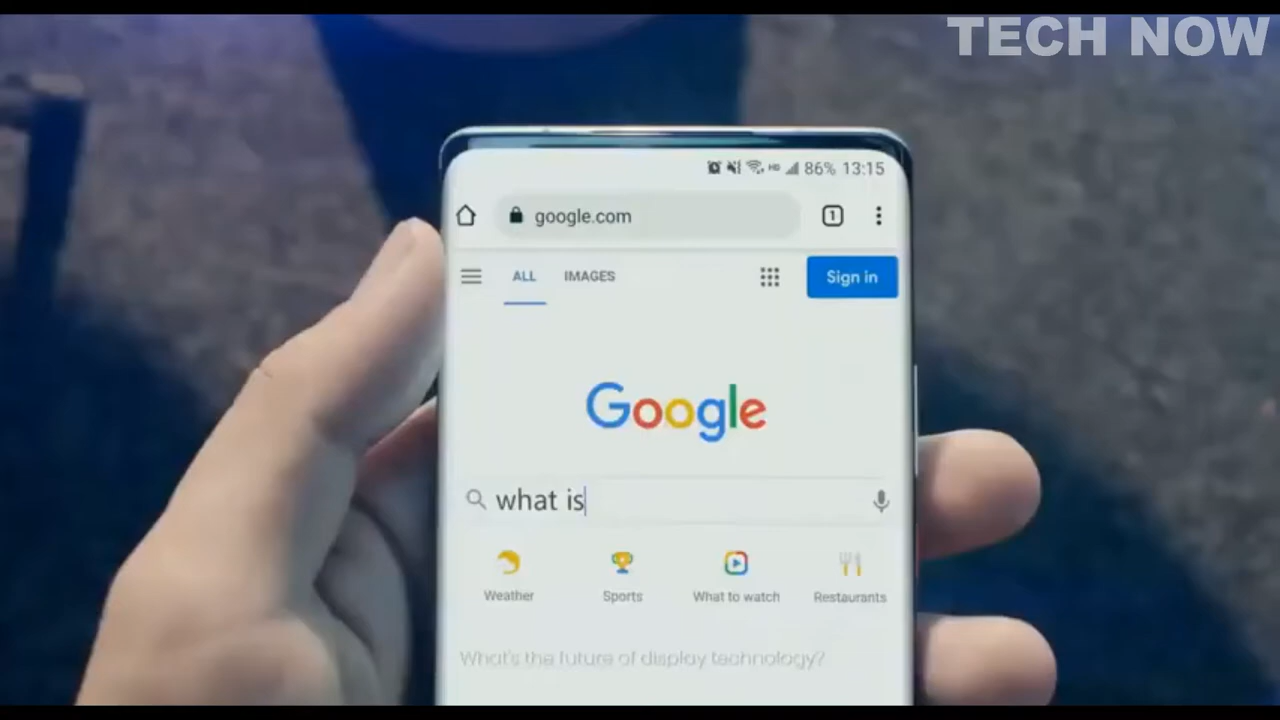 TECH NOW
HD 86% 13:15
google.com
1
ALL IMAGES
Sign in
Google
what is
Weather Sports What to watch Restaurants
What's the future of display technology?